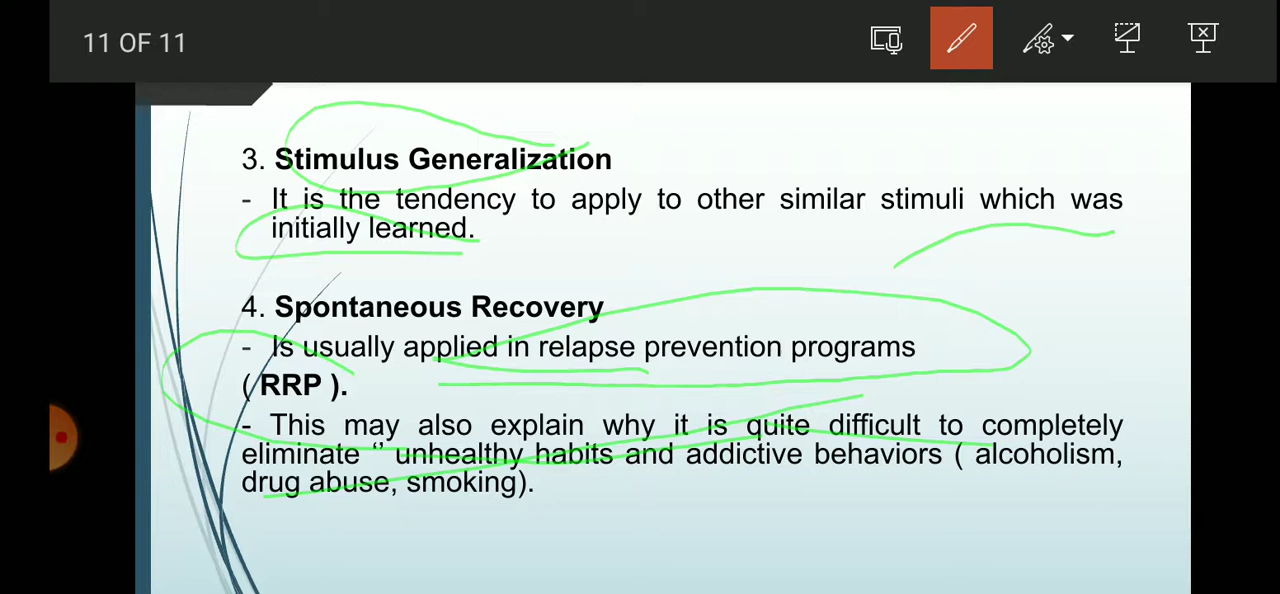 11 OF 11
3. Stimulus Generalization
- It is the tendency to apply to other similar stimuli which was
initially learned.
4. Spontaneous Recovery
- Is usually applied in relapse prevention programs
( RRP ).
- This may also explain why it is quite difficult to completely
eliminate ‘’ unhealthy habits and addictive behaviors ( alcoholism,
drug abuse, smoking).